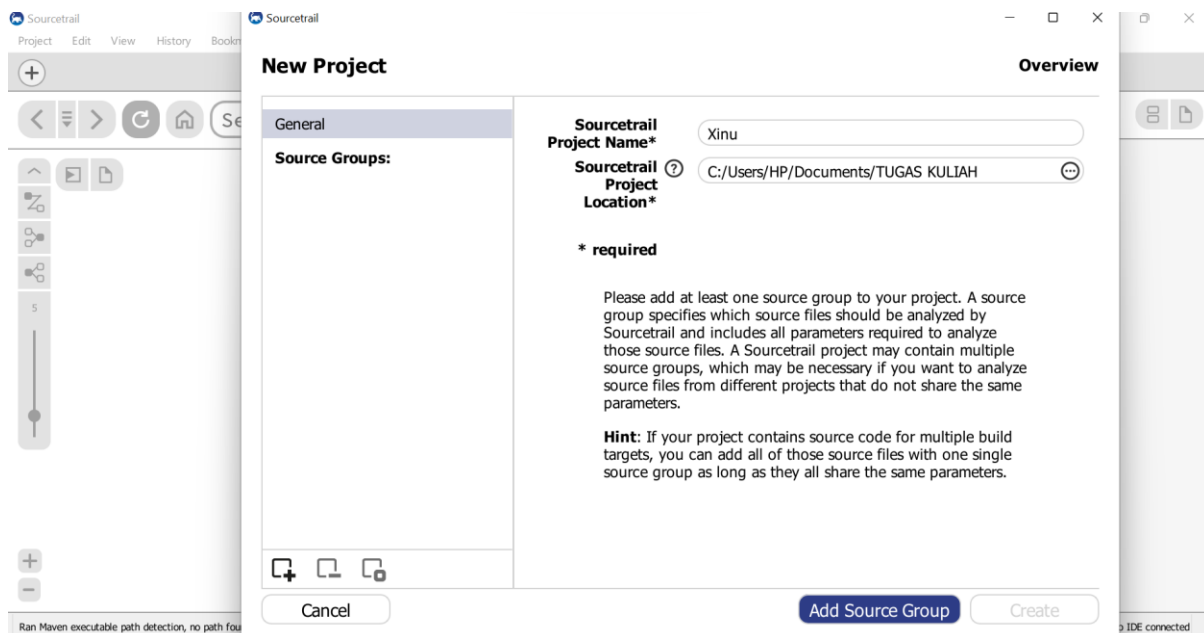 Sourcetrail
Project Edit View History
5
Ran Maven executable path detection, no path
IDE connected
Sourcetrail
New Project
Overview
General
Source Groups:
Sourcetrail
Project Name*
Xinu
Sourcetrail
Project
Location*
C:/Users/HP/Documents/TUGAS KULIAH
* required
Please add at least one source group to your project. A source
group specifies which source files should be analyzed by
Sourcetrail and includes all parameters required to analyze
those source files. A Sourcetrail project may contain multiple
source groups, which may be necessary if you want to analyze
source files from different projects that do not share the same
parameters.
Hint: If your project contains source code for multiple build
targets, you can add all of those source files with one single
source group as long as they all share the same parameters.
Cancel
Add Source Group
Create